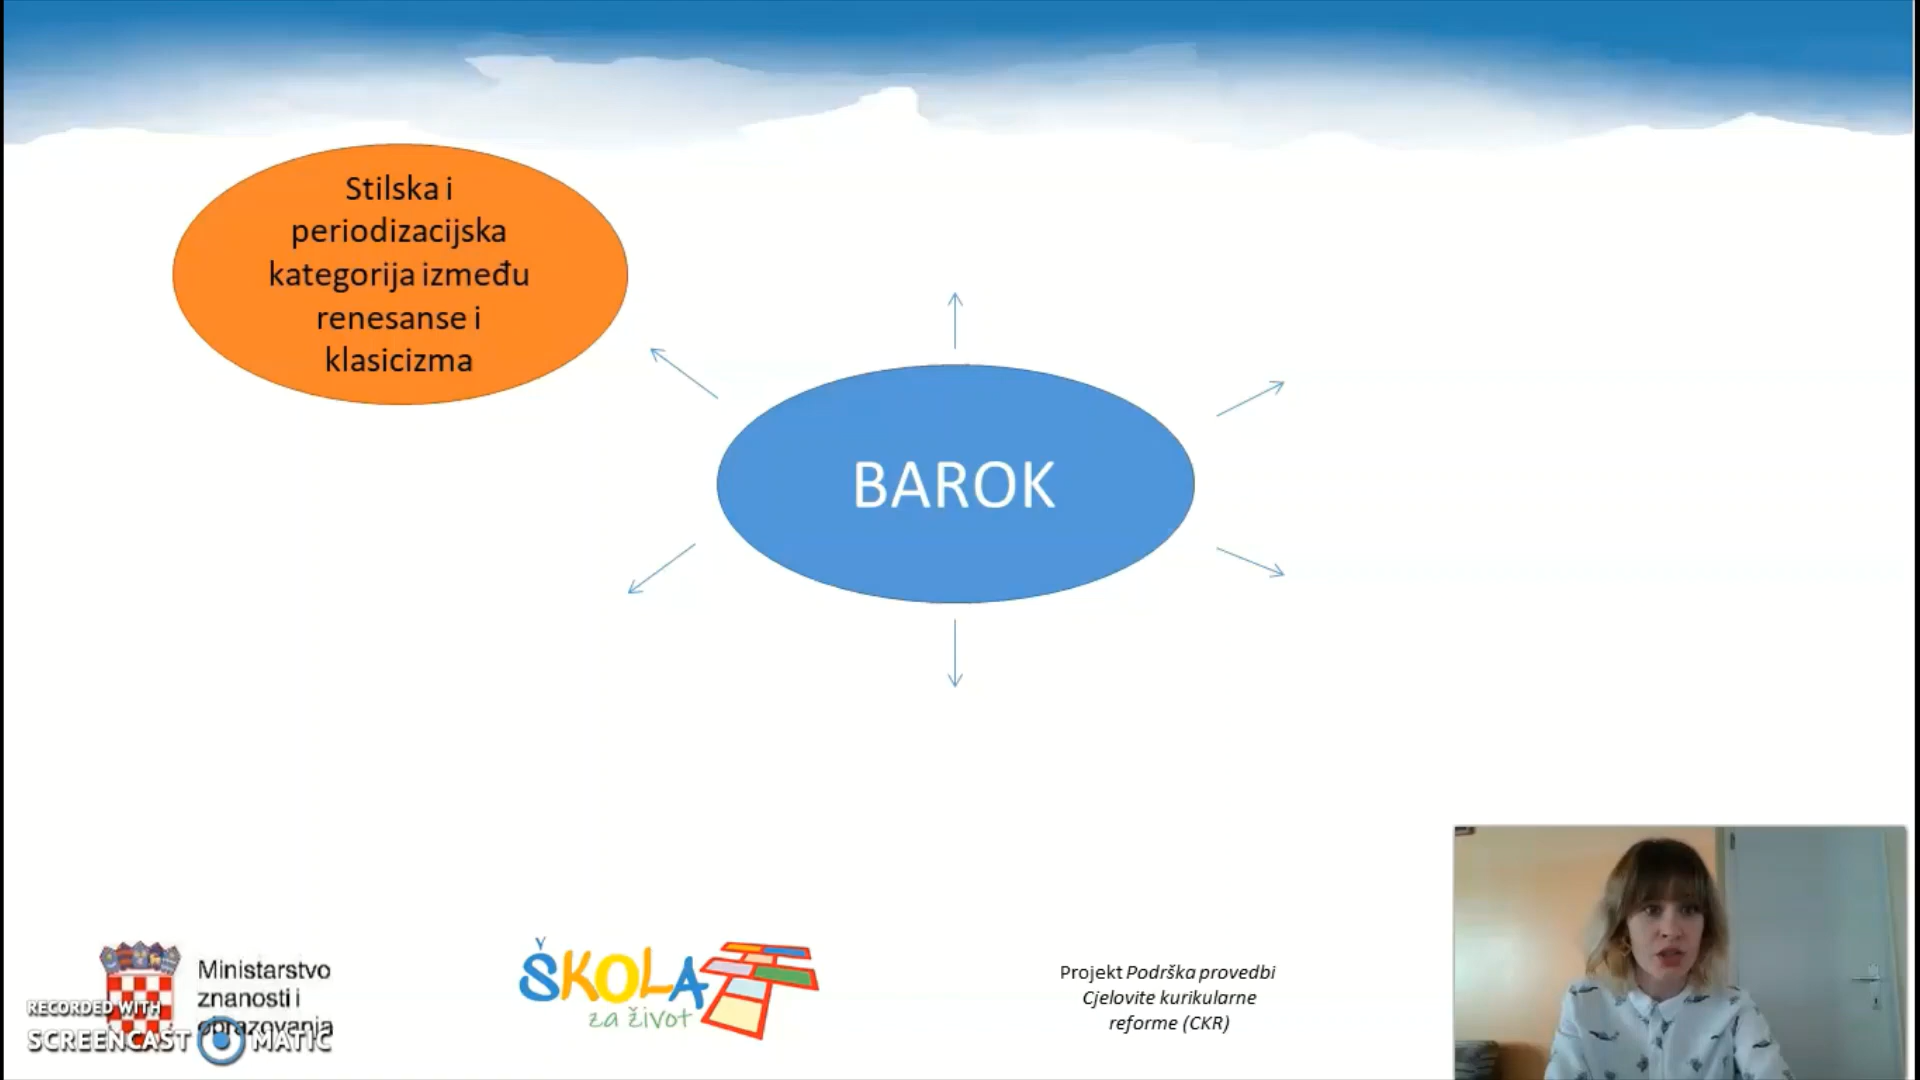 Stilska i
periodizacijska
kategorija između
renesanse i
klasicizma
BAROK
Ministarstvo
znanosti i
obrazovanja
RECORDED WITH
SCREENCAST MATIC
ŠKOLA
za život
Projekt Podrška provedbi
Cjelovite kurikularne
reforme (CKR)